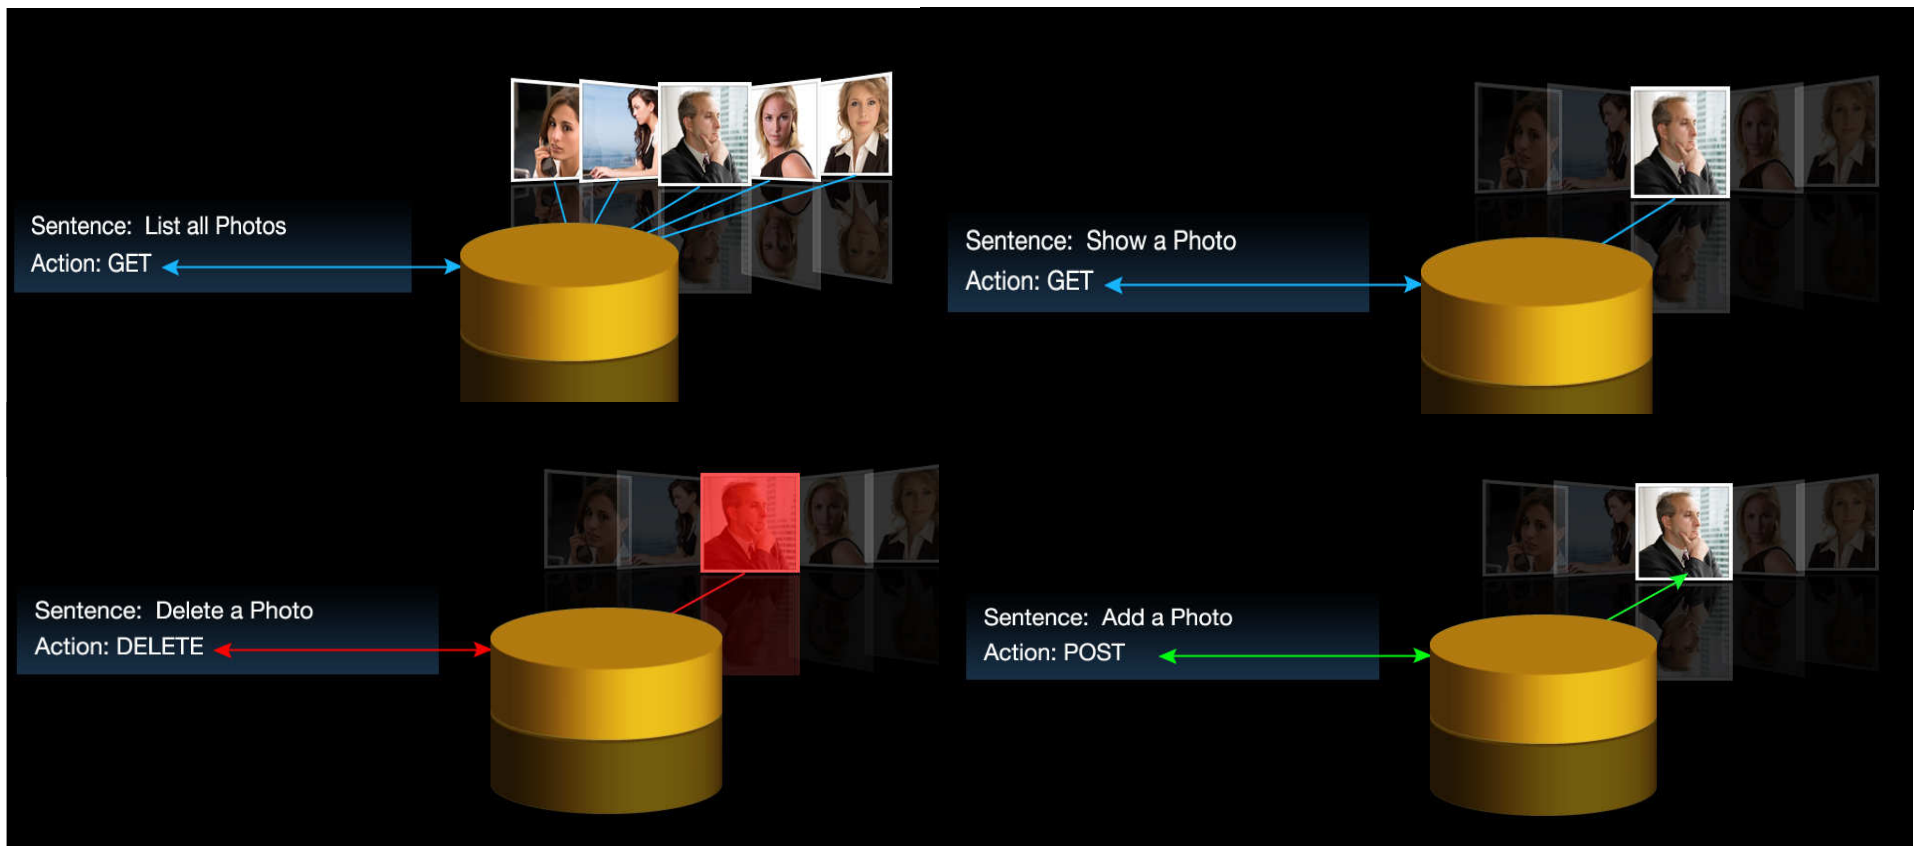 Sentence:  List all Photos
Action: GET
Sentence:  Show a Photo
Action: GET
Sentence:  Delete a Photo
Action: DELETE
Sentence:  Add a Photo
Action: POST